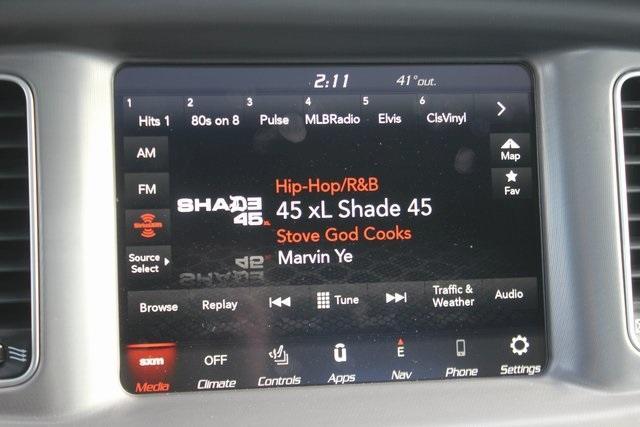 2:11 41° out.
1 2 3 4 5 6
Hits 1 80s on 8 Pulse MLBRadio Elvis ClsVinyl
AM
Map
FM
Hip-Hop/R&B
Fav
SHADE 45 XL
45 xL Shade 45
SiriusXM
Stove God Cooks
Source Select
Marvin Ye
Browse Replay Tune Traffic & Weather Audio
sxm OFF E
Media Climate Controls Apps Nav Phone Settings